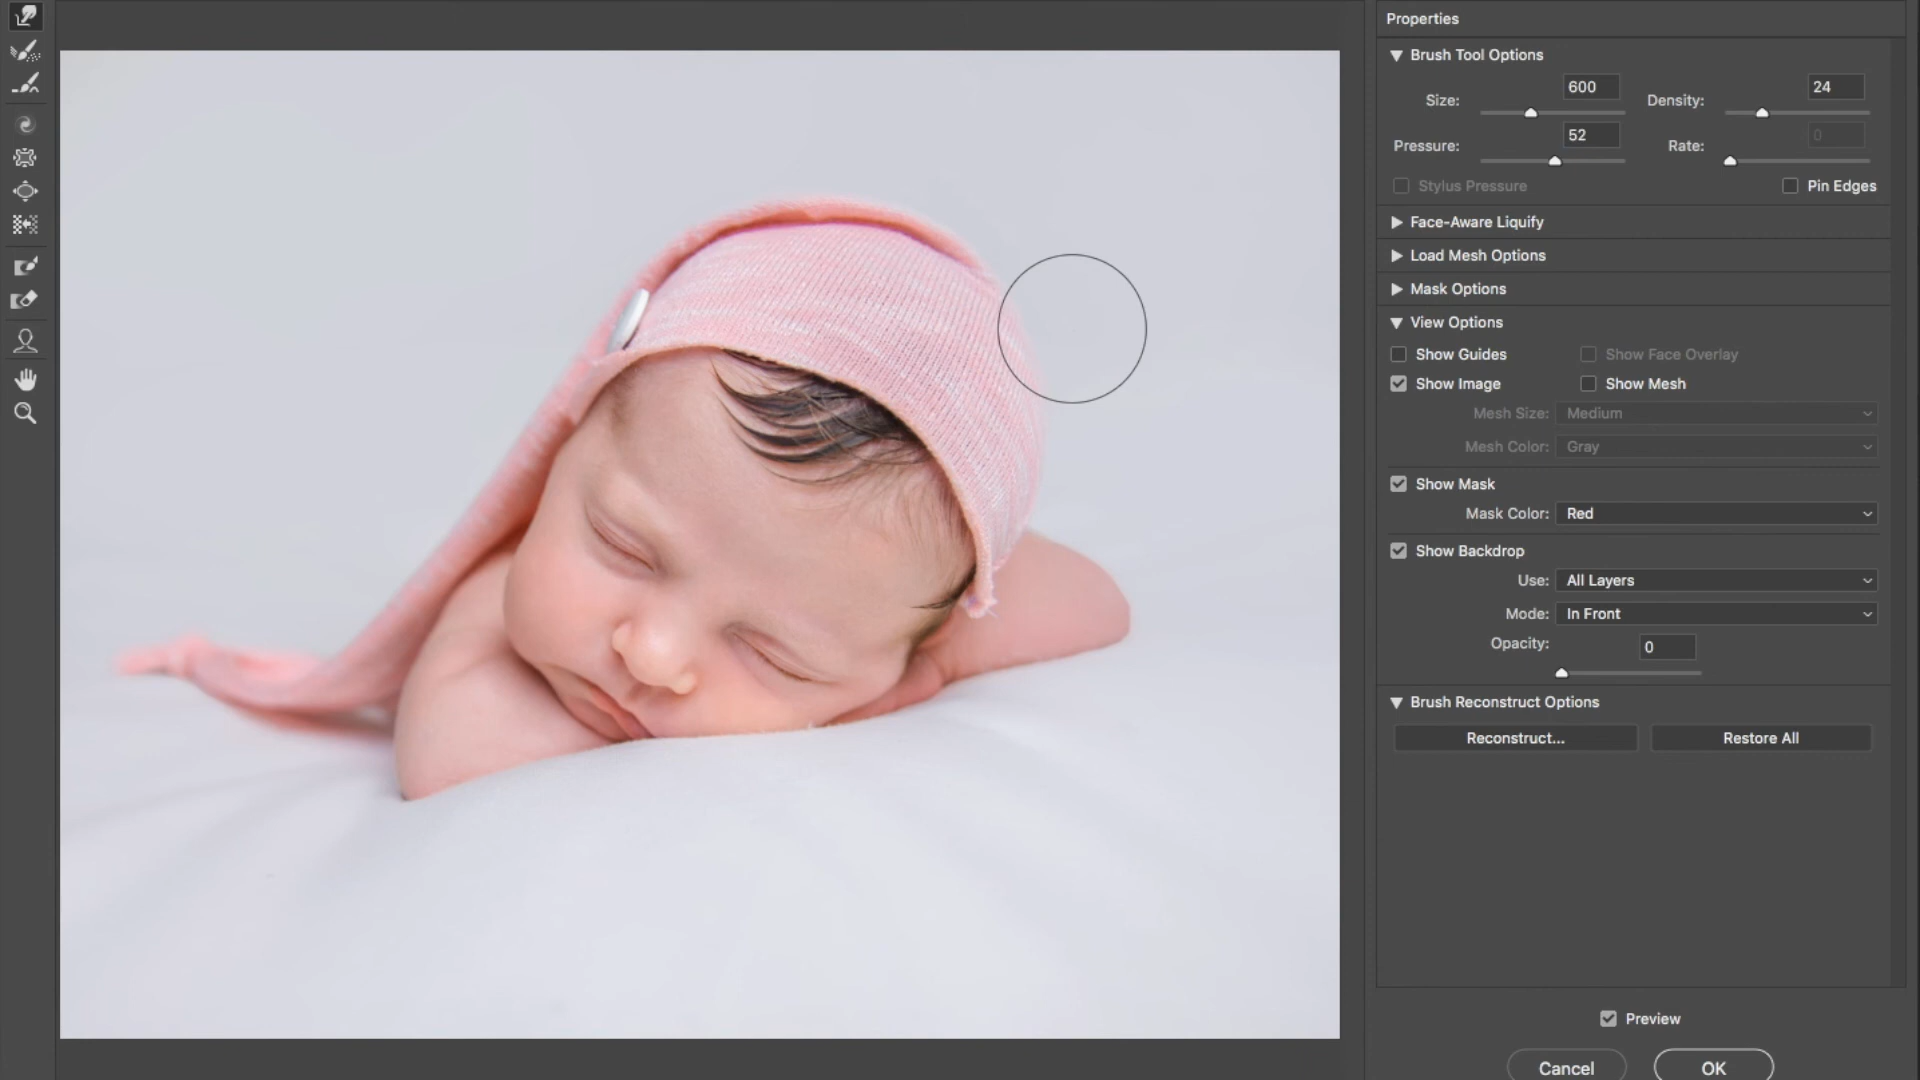 Properties
Brush Tool Options
Size: 600 Density: 24
Pressure: 52 Rate: 0
Stylus Pressure Pin Edges
Face-Aware Liquify
Load Mesh Options
Mask Options
View Options
Show Guides Show Face Overlay
Show Image Show Mesh
Mesh Size: Medium
Mesh Color: Gray
Show Mask
Mask Color: Red
Show Backdrop
Use: All Layers
Mode: In Front
Opacity: 0
Brush Reconstruct Options
Reconstruct... Restore All
Preview
Cancel OK